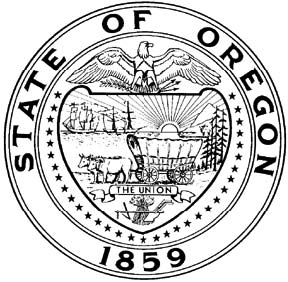 STATE OF OREGON
THE UNION
1859